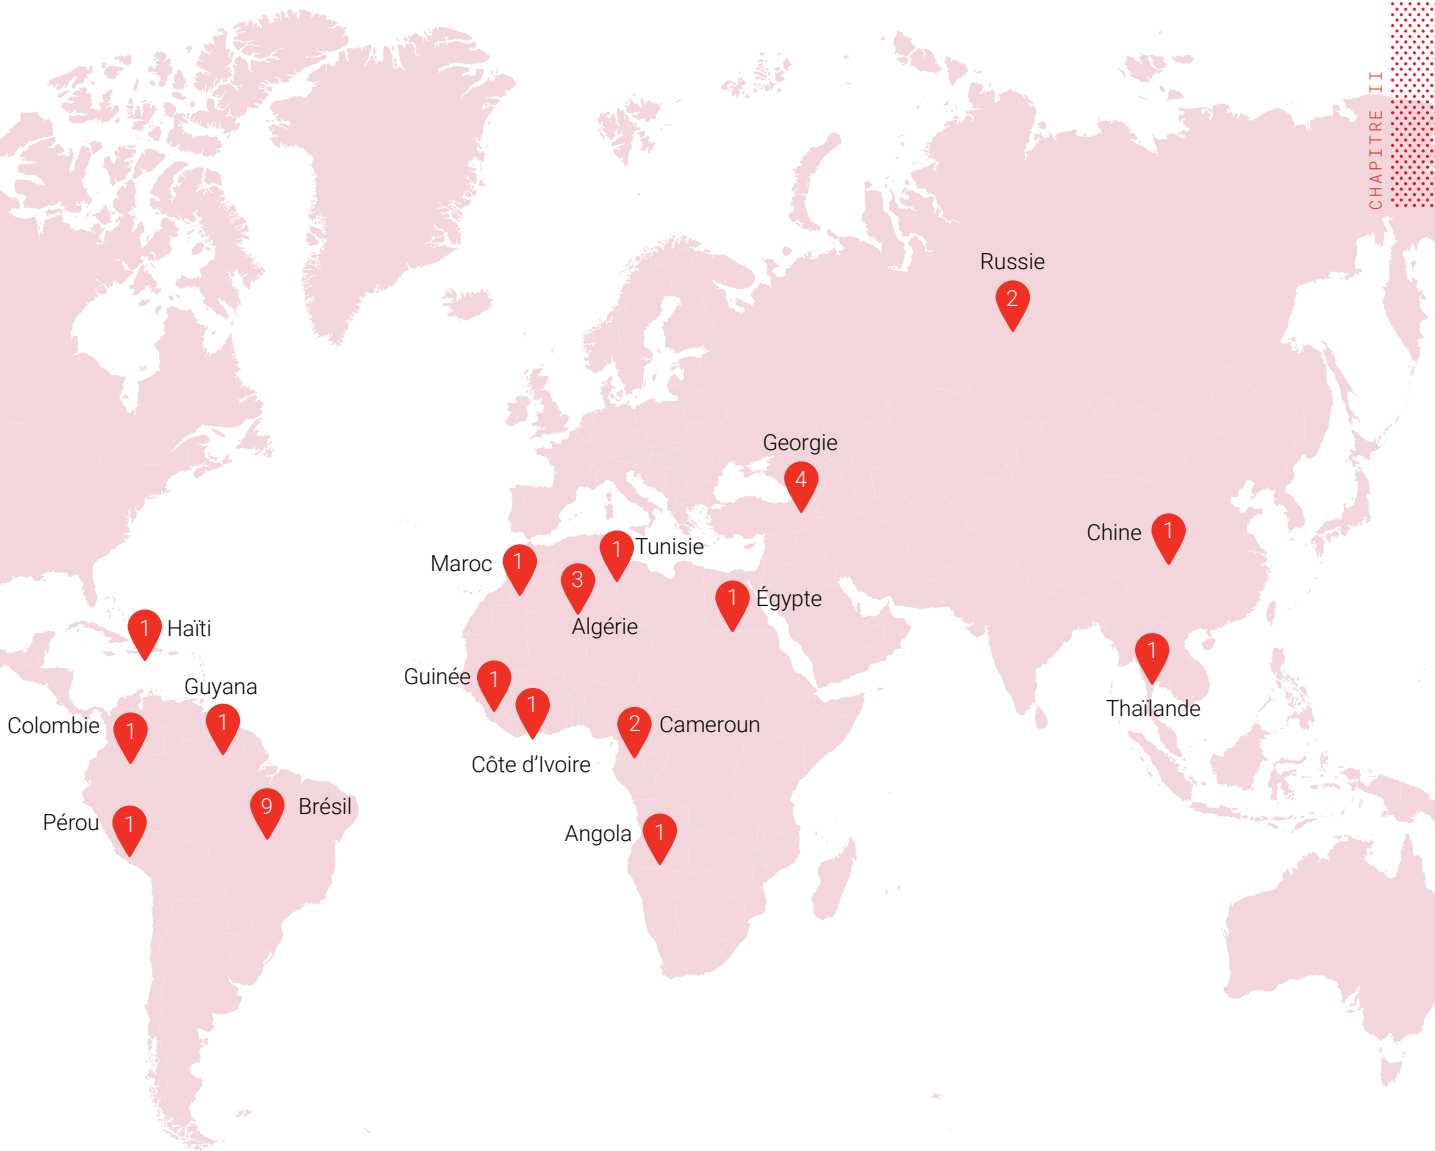 CHAPITRE II
Russie
2
Georgie
4
Chine
1
Maroc
1
1
Tunisie
3
Algérie
1
Égypte
1
Haïti
1
Thaïlande
Guinée
1
Guyana
1
1
Côte d’Ivoire
2
Cameroun
Colombie
1
9
Brésil
Pérou
1
Angola
1